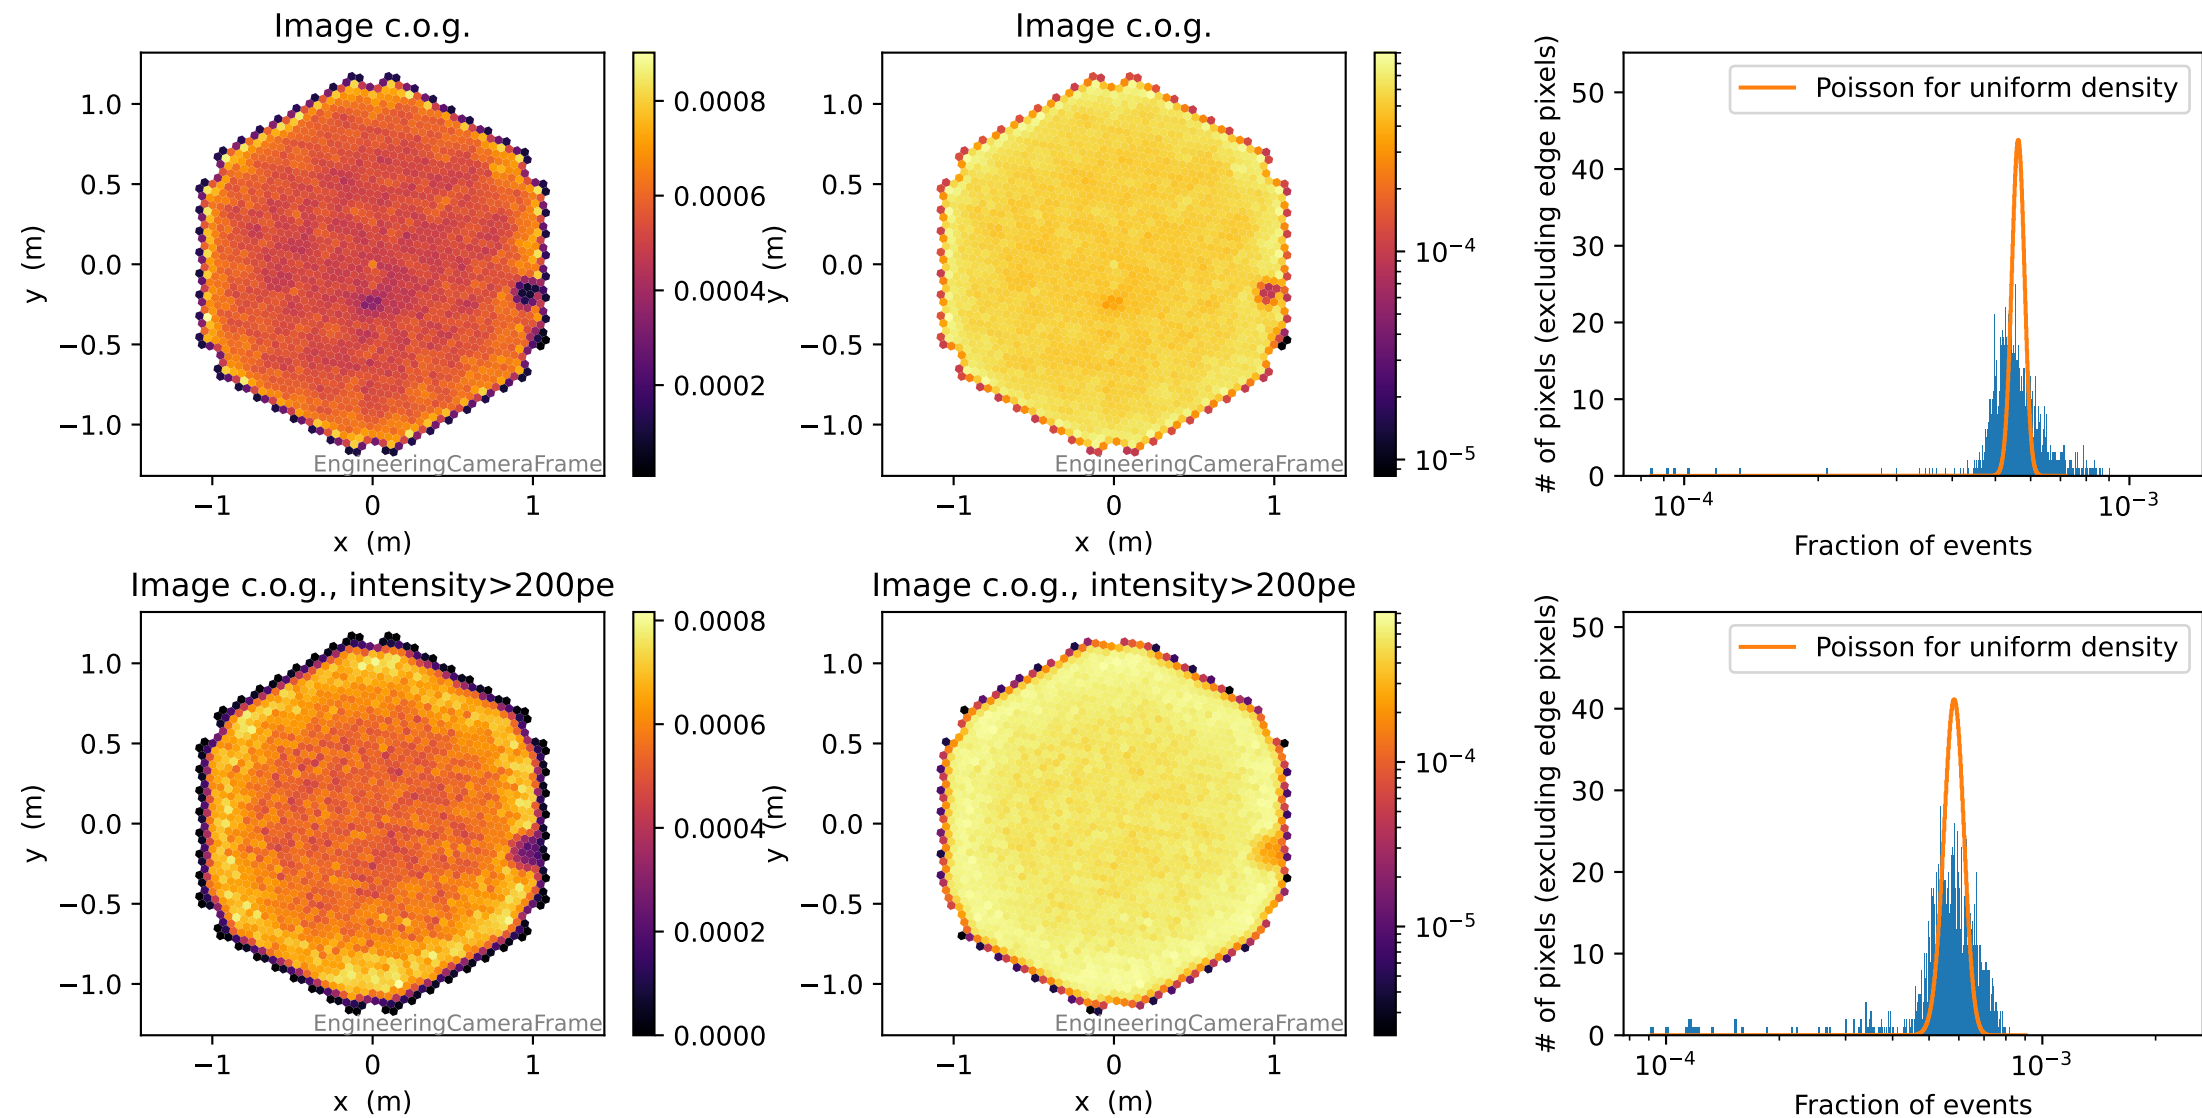 Image c.o.g.
1.0
0.5
0.0
−0.5
−1.0
y (m)
−1
0
1
x (m)
EngineeringCameraFrame
0.0008
0.0006
0.0004
0.0002
Image c.o.g.
1.0
0.5
0.0
−0.5
−1.0
y (m)
−1
0
1
x (m)
EngineeringCameraFrame
10⁻⁴
10⁻⁵
# of pixels (excluding edge pixels)
50
40
30
20
10
0
Poisson for uniform density
10⁻⁴
10⁻³
Fraction of events
Image c.o.g., intensity>200pe
1.0
0.5
0.0
−0.5
−1.0
y (m)
−1
0
1
x (m)
EngineeringCameraFrame
0.0008
0.0006
0.0004
0.0002
0.0000
Image c.o.g., intensity>200pe
1.0
0.5
0.0
−0.5
−1.0
y (m)
−1
0
1
x (m)
EngineeringCameraFrame
10⁻⁴
10⁻⁵
# of pixels (excluding edge pixels)
50
40
30
20
10
0
Poisson for uniform density
10⁻⁴
10⁻³
Fraction of events